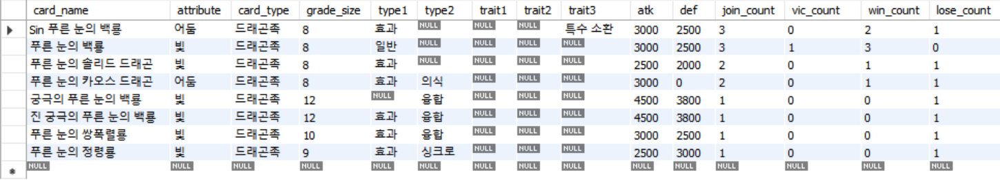 card_name attribute card_type grade_size type1 type2 trait1 trait2 trait3 atk def join_count vic_count win_count lose_count
Sin 푸른 눈의 백룡 어둠 드래곤족 8 효과 NULL NULL NULL 특수 소환 3000 2500 3 0 2 1
푸른 눈의 백룡 빛 드래곤족 8 일반 NULL NULL NULL 3000 2500 3 1 3 0
푸른 눈의 솔리드 드래곤 빛 드래곤족 8 효과 NULL NULL NULL NULL 2500 2000 2 0 1 1
푸른 눈의 카오스 드래곤 어둠 드래곤족 8 효과 의식 NULL NULL NULL 3000 0 2 0 1 1
궁극의 푸른 눈의 백룡 빛 드래곤족 12 NULL 융합 NULL NULL NULL 4500 3800 1 0 0 1
진 궁극의 푸른 눈의 백룡 빛 드래곤족 12 효과 융합 NULL NULL NULL 4500 3800 1 0 0 1
푸른 눈의 쌍폭렬룡 빛 드래곤족 10 효과 융합 NULL NULL NULL 3000 2500 1 0 0 1
푸른 눈의 정령룡 빛 드래곤족 9 효과 싱크로 NULL NULL NULL 2500 3000 1 0 0 1
NULL NULL NULL NULL NULL NULL NULL NULL NULL NULL NULL NULL NULL NULL NULL